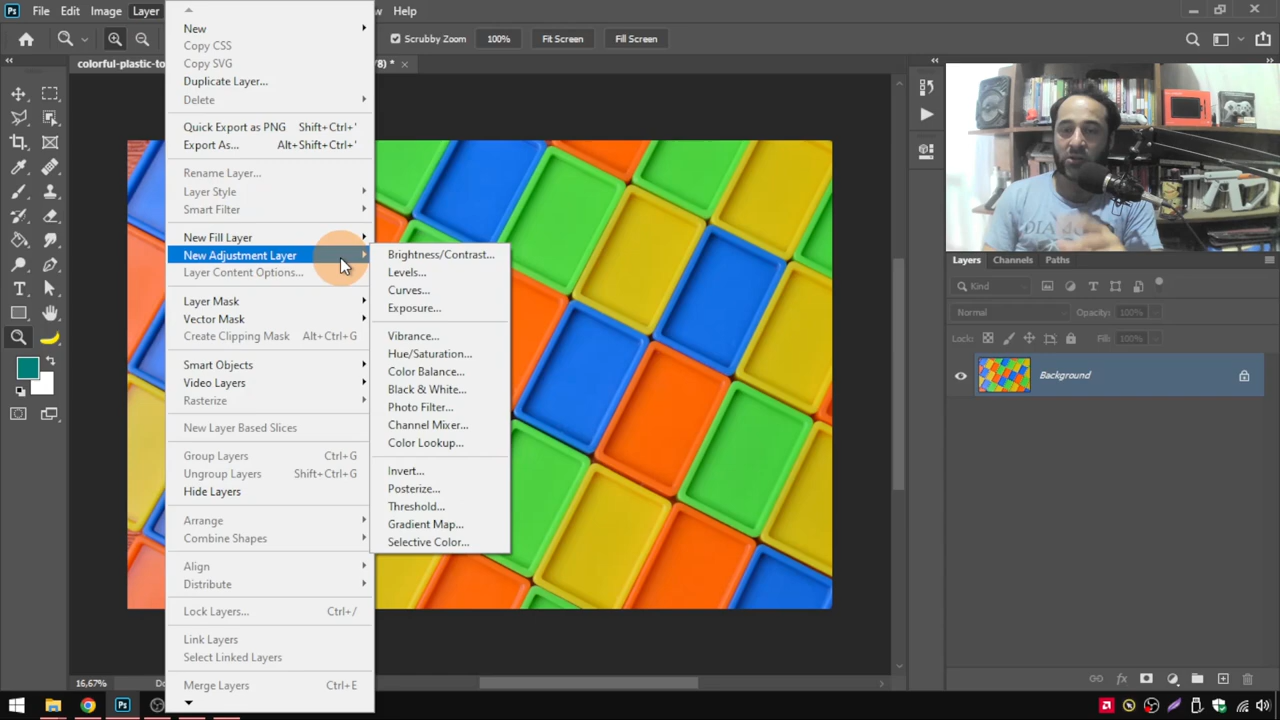 Ps File Edit Image Layer Help
Scrubby Zoom 100% Fit Screen Fill Screen
colorful-plastic-to /8) *
New
Copy CSS
Copy SVG
Duplicate Layer...
Delete
Quick Export as PNG Shift+Ctrl+'
Export As... Alt+Shift+Ctrl+'
Rename Layer...
Layer Style
Smart Filter
New Fill Layer
New Adjustment Layer
Layer Content Options...
Layer Mask
Vector Mask
Create Clipping Mask Alt+Ctrl+G
Smart Objects
Video Layers
Rasterize
New Layer Based Slices
Group Layers Ctrl+G
Ungroup Layers Shift+Ctrl+G
Hide Layers
Arrange
Combine Shapes
Align
Distribute
Lock Layers... Ctrl+/
Link Layers
Select Linked Layers
Merge Layers Ctrl+E
Brightness/Contrast...
Levels...
Curves...
Exposure...
Vibrance...
Hue/Saturation...
Color Balance...
Black & White...
Photo Filter...
Channel Mixer...
Color Lookup...
Invert...
Posterize...
Threshold...
Gradient Map...
Selective Color...
Layers Channels Paths
Kind
Normal Opacity: 100%
Lock: Fill: 100%
Background
16,67% Do
Ps